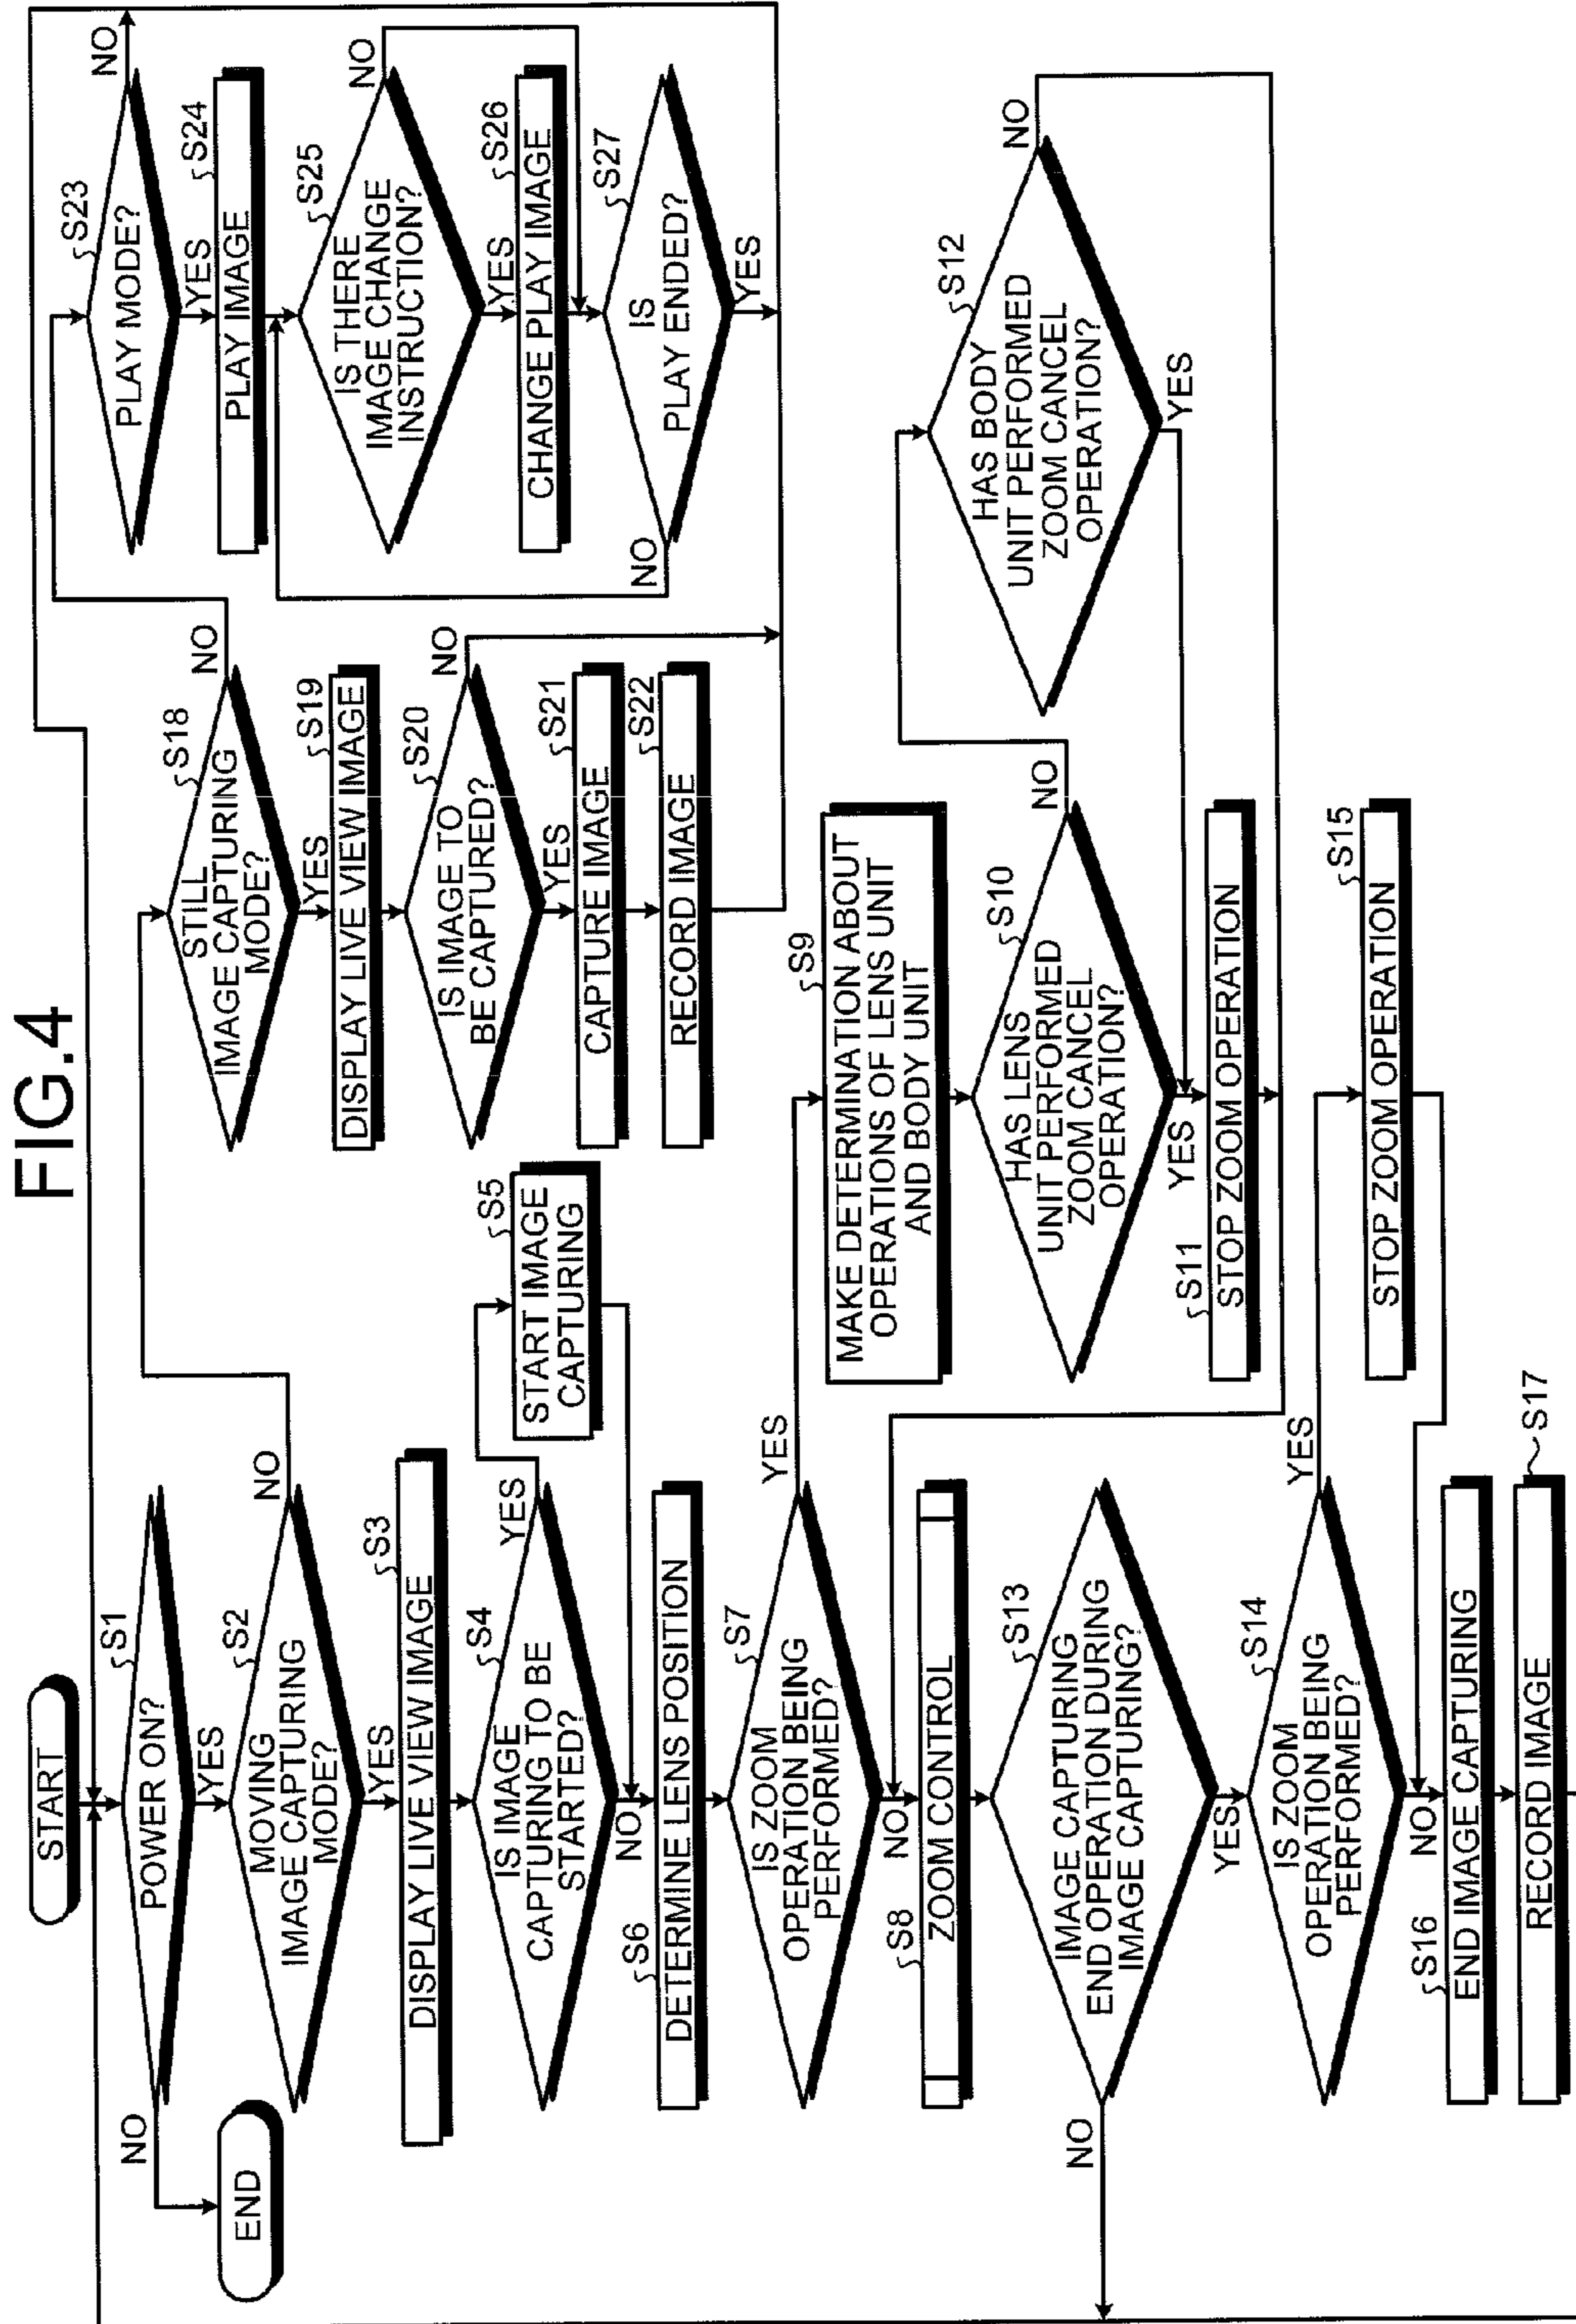 FIG.4
START
S1
POWER ON?
NO
END
YES
S2
MOVING
IMAGE CAPTURING
MODE?
NO
YES
S3
DISPLAY LIVE VIEW IMAGE
S4
IS IMAGE
CAPTURING TO BE
STARTED?
YES
S5
START IMAGE
CAPTURING
NO
S6
DETERMINE LENS POSITION
S7
IS ZOOM
OPERATION BEING
PERFORMED?
YES
NO
S8
ZOOM CONTROL
S13
IMAGE CAPTURING
END OPERATION DURING
IMAGE CAPTURING?
NO
YES
S14
IS ZOOM
OPERATION BEING
PERFORMED?
YES
NO
S16
END IMAGE CAPTURING
S17
RECORD IMAGE
S18
STILL
IMAGE CAPTURING
MODE?
NO
YES
S19
DISPLAY LIVE VIEW IMAGE
S20
IS IMAGE TO
BE CAPTURED?
NO
YES
S21
CAPTURE IMAGE
S22
RECORD IMAGE
S9
MAKE DETERMINATION ABOUT
OPERATIONS OF LENS UNIT
AND BODY UNIT
S10
HAS LENS
UNIT PERFORMED
ZOOM CANCEL
OPERATION?
NO
YES
S11
STOP ZOOM OPERATION
S15
STOP ZOOM OPERATION
S23
PLAY MODE?
NO
YES
S24
PLAY IMAGE
S25
IS THERE
IMAGE CHANGE
INSTRUCTION?
NO
YES
S26
CHANGE PLAY IMAGE
S27
IS
PLAY ENDED?
NO
YES
S12
HAS BODY
UNIT PERFORMED
ZOOM CANCEL
OPERATION?
NO
YES